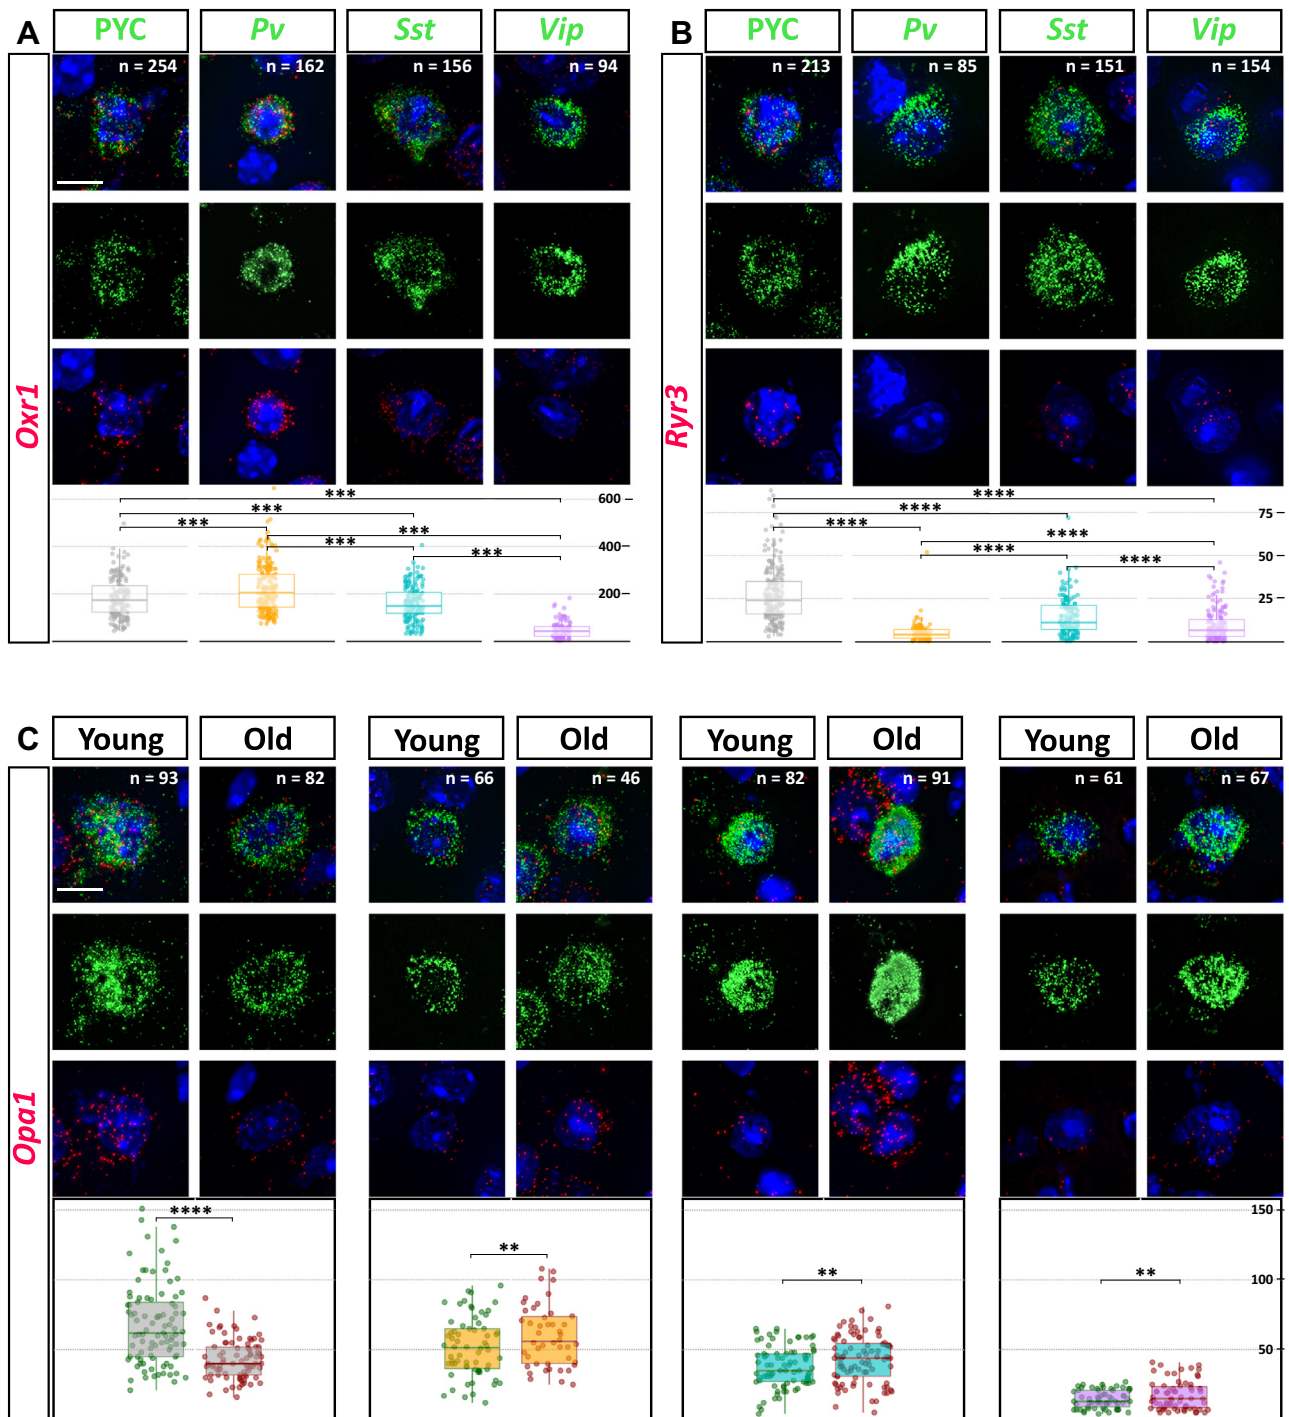 A PYC Pv Sst Vip
n = 254 n = 162 n = 156 n = 94
Oxr1
***
***
***
***
***
***
600
400
200
B PYC Pv Sst Vip
n = 213 n = 85 n = 151 n = 154
Ryr3
****
****
****
****
****
****
75
50
25
C Young Old Young Old Young Old Young Old
n = 93 n = 82 n = 66 n = 46 n = 82 n = 91 n = 61 n = 67
Opa1
****
**
**
**
150
100
50